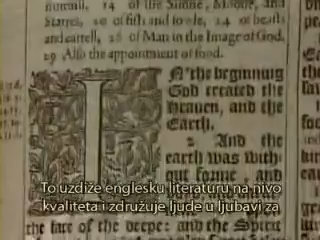 nominall. 14 of the Sunne, Moone, and
Starres, 20 of fish and fowle, 24 of beasts
and cattell, 26 of Man in the Image of God.
29 Also the appointment of food.
IN the beginning
God created the
Heauen, and the
Earth.
2 And the
earth was with-
out forme, and
To uzdiže englesku literaturu na nivo
kvaliteta i združuje ljude u ljubavi za
the face of the deepe: and the Spirit